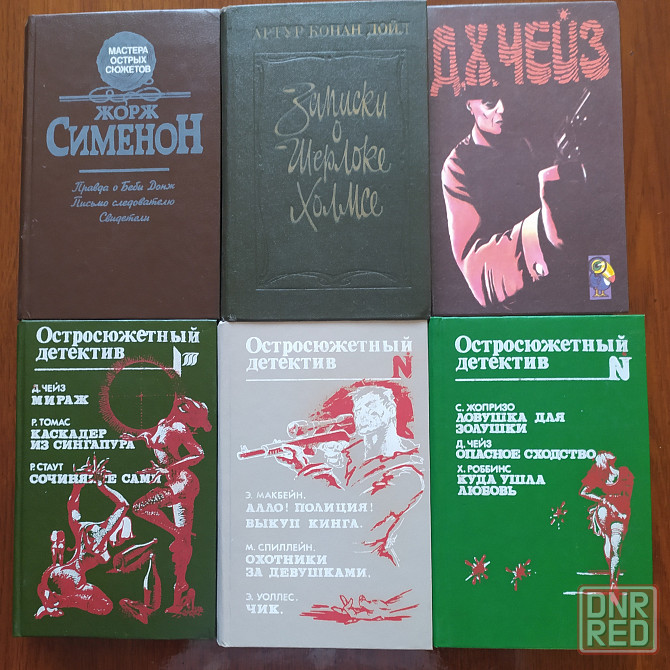 МАСТЕРА
ОСТРЫХ
СЮЖЕТОВ
ЖОРЖ
СИМЕНОН
Правда о Беби Донж
Письмо следователю
Свидетели
АРТУР КОНАН ДОЙЛ
Записки
о
Шерлоке
Холмсе
Д.Х.ЧЕЙЗ
Остросюжетный
детектив
Д.ЧЕЙЗ
МИРАЖ
Р.ТОМАС
КАСКАДЕР
ИЗ СИНГАПУРА
Р.СТАУТ
СОЧИНЯЙТЕ САМИ
Остросюжетный
детектив
N
Э.МАКБЕЙН.
АЛЛО! ПОЛИЦИЯ!
ВЫКУП КИНГА.
М.СПИЛЛЕЙН.
ОХОТНИКИ
ЗА ДЕВУШКАМИ.
Э.УОЛЛЕС.
ЧИК.
Остросюжетный
детектив
N
С.ЖОПРИЗО
ЛОВУШКА ДЛЯ
ЗОЛУШКИ
Д.ЧЕЙЗ
ОПАСНОЕ СХОДСТВО
Х.РОББИНС
КУДА УШЛА
ЛЮБОВЬ
DNR
RED